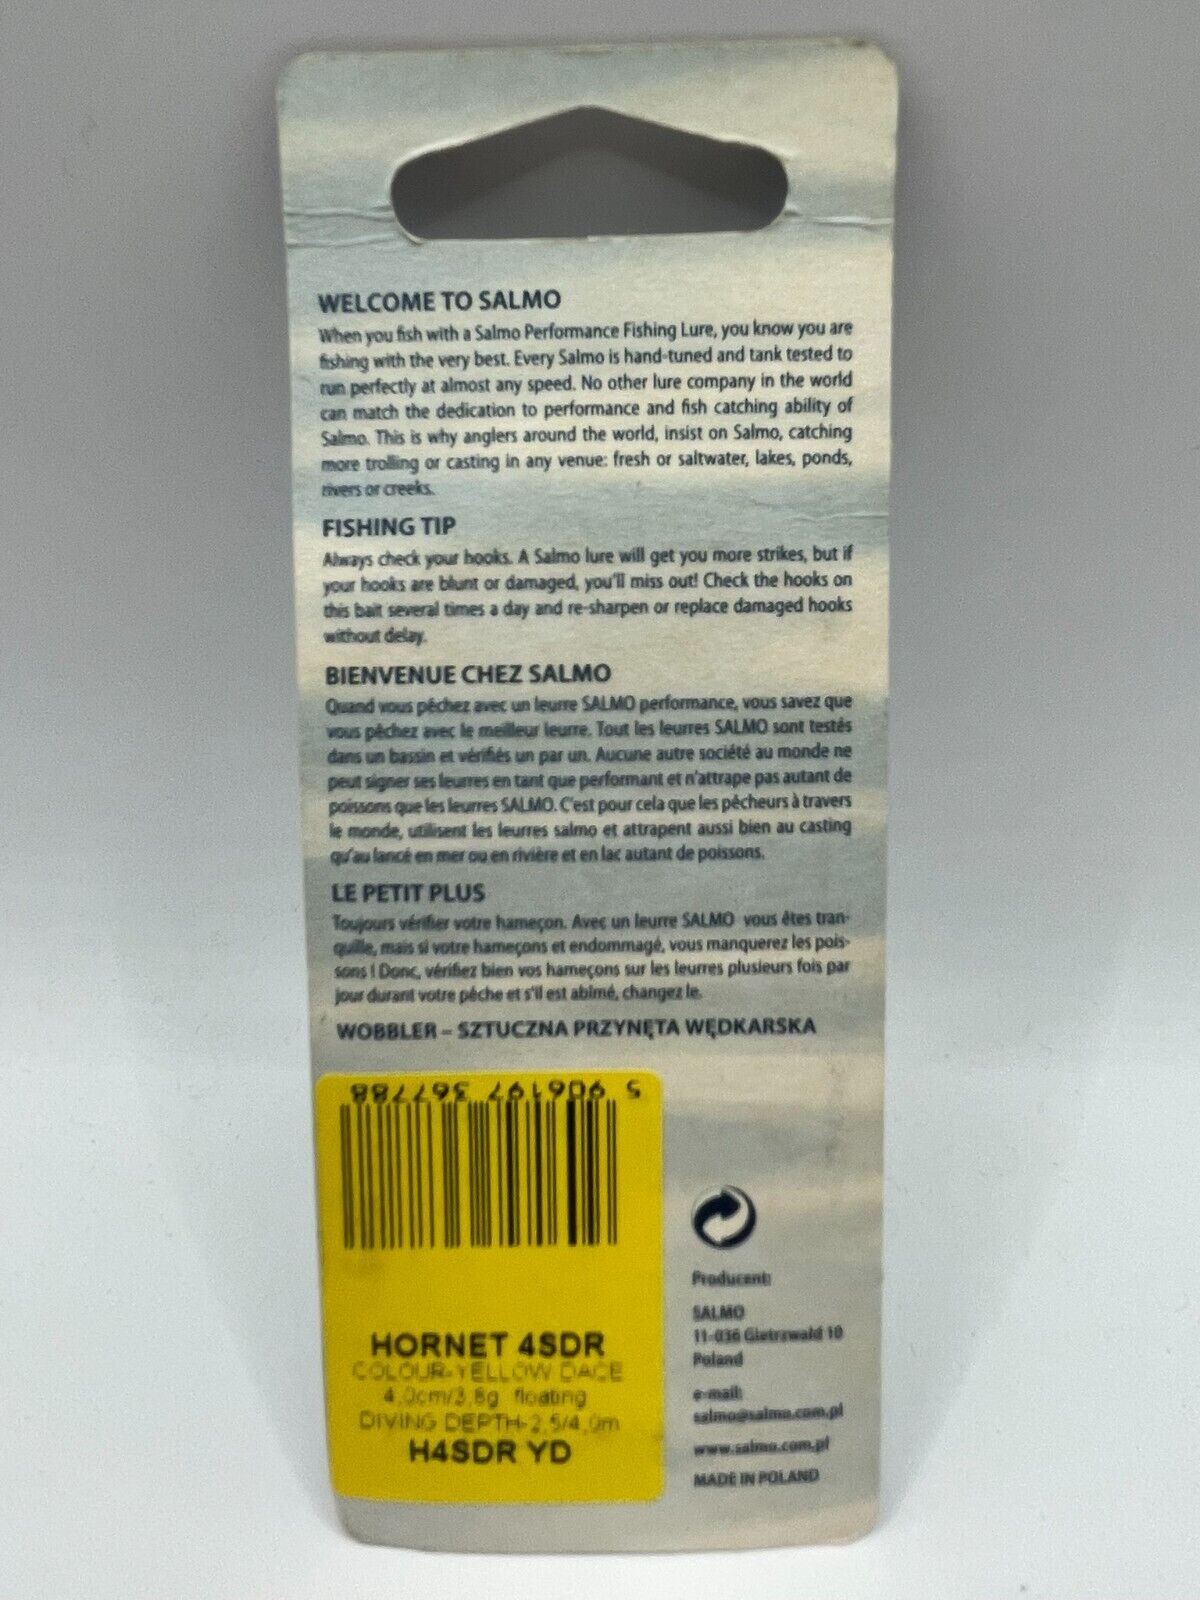 WELCOME TO SALMO
When you fish with a Salmo Performance Fishing Lure, you know you are
fishing with the very best. Every Salmo is hand-tuned and tank tested to
run perfectly at almost any speed. No other lure company in the world
can match the dedication to performance and fish catching ability of
Salmo. This is why anglers around the world, insist on Salmo, catching
more trolling or casting in any venue: fresh or saltwater, lakes, ponds,
rivers or creeks.
FISHING TIP
Always check your hooks. A Salmo lure will get you more strikes, but if
your hooks are blunt or damaged, you'll miss out! Check the hooks on
this bait several times a day and re-sharpen or replace damaged hooks
without delay.
BIENVENUE CHEZ SALMO
Quand vous pêchez avec un leurre SALMO performance, vous savez que
vous pêchez avec le meilleur leurre. Tout les leurres SALMO sont testés
dans un bassin et vérifiés un par un. Aucune autre société au monde ne
peut signer ses leurres en tant que performant et n'attrape pas autant de
poissons que les leurres SALMO. C'est pour cela que les pêcheurs à travers
le monde, utilisent les leurres salmo et attrapent aussi bien au casting
qu'au lancé en mer ou en rivière et en lac autant de poissons.
LE PETIT PLUS
Toujours vérifier votre hameçon. Avec un leurre SALMO vous êtes tran-
quille, mais si votre hameçons et endommagé, vous manquerez les pois-
sons ! Donc, vérifiez bien vos hameçons sur les leurres plusieurs fois par
jour durant votre pêche et s'il est abîmé, changez le.
WOBBLER – SZTUCZNA PRZYNĘTA WĘDKARSKA
5 906197 367788
HORNET 4SDR
COLOUR-YELLOW DACE
4,0cm/3,8g floating
DIVING DEPTH-2,5/4,0m
H4SDR YD
Producent:
SALMO
11-036 Gietrzwałd 10
Poland
e-mail:
salmo@salmo.com.pl
www.salmo.com.pl
MADE IN POLAND